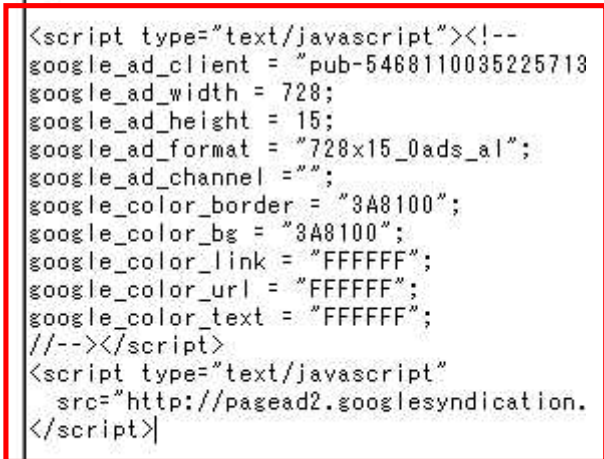 <script type="text/javascript"><!--
google_ad_client = "pub-5468110035225713
google_ad_width = 728;
google_ad_height = 15;
google_ad_format = "728x15_0ads_al";
google_ad_channel ="";
google_color_border = "3A8100";
google_color_bg = "3A8100";
google_color_link = "FFFFFF";
google_color_url = "FFFFFF";
google_color_text = "FFFFFF";
//--></script>
<script type="text/javascript"
  src="http://pagead2.googlesyndication.
</script>